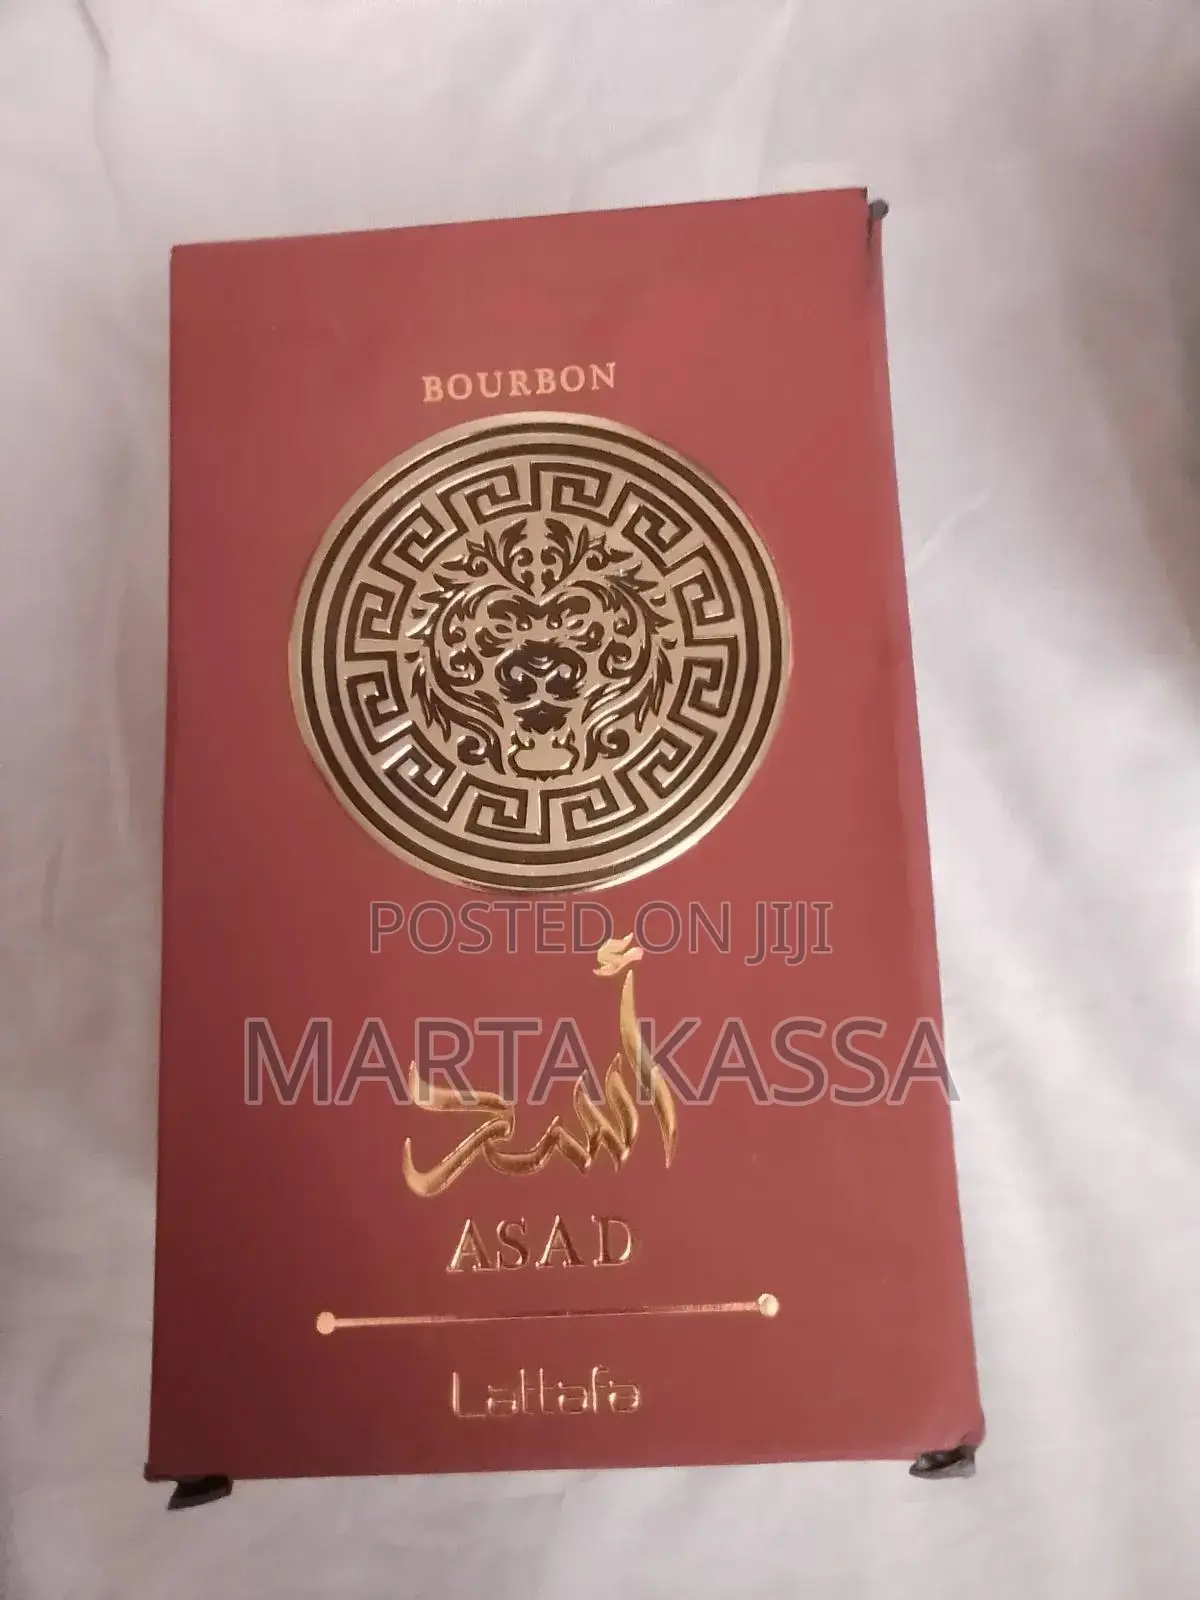 BOURBON
POSTED ON JIJI
MARTA KASSA
أسد
ASAD
Lattafa